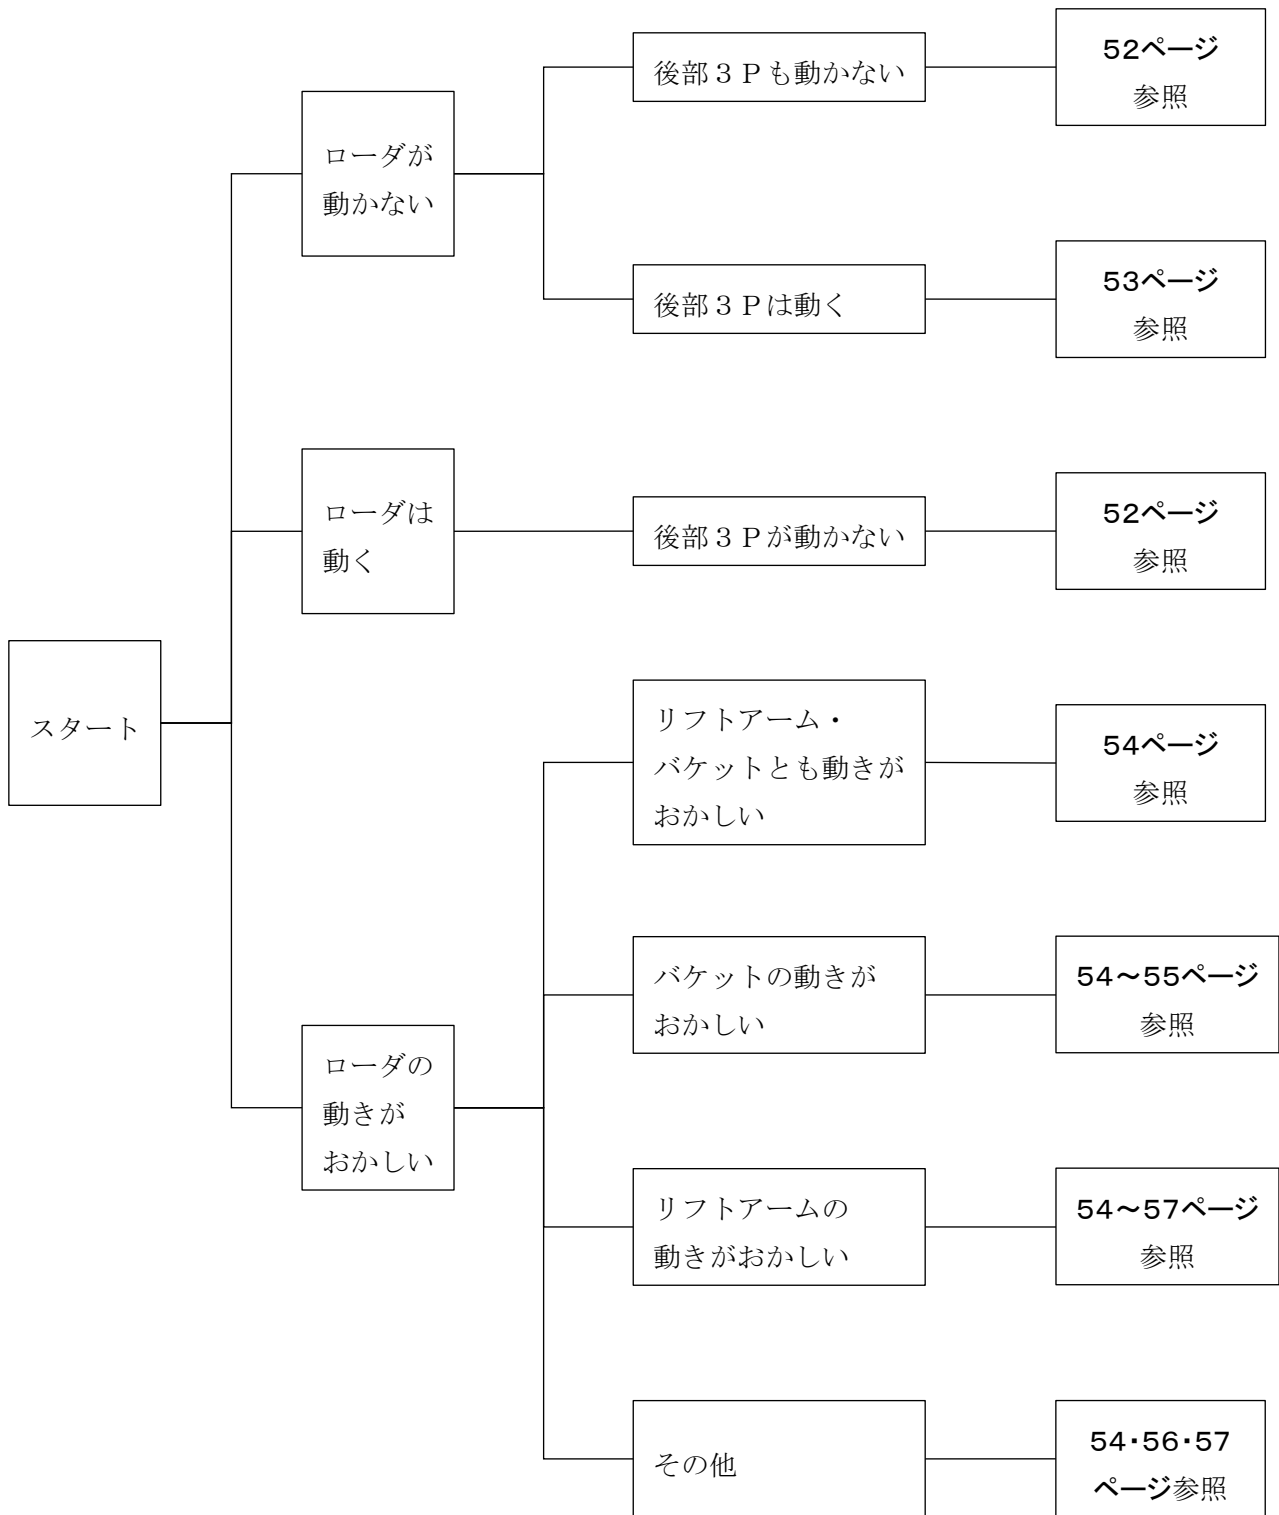 スタート
ローダが
動かない
後部３Ｐも動かない
52ページ
参照
後部３Ｐは動く
53ページ
参照
ローダは
動く
後部３Ｐが動かない
52ページ
参照
ローダの
動きが
おかしい
リフトアーム・
バケットとも動きが
おかしい
54ページ
参照
バケットの動きが
おかしい
54～55ページ
参照
リフトアームの
動きがおかしい
54～57ページ
参照
その他
54・56・57
ページ参照